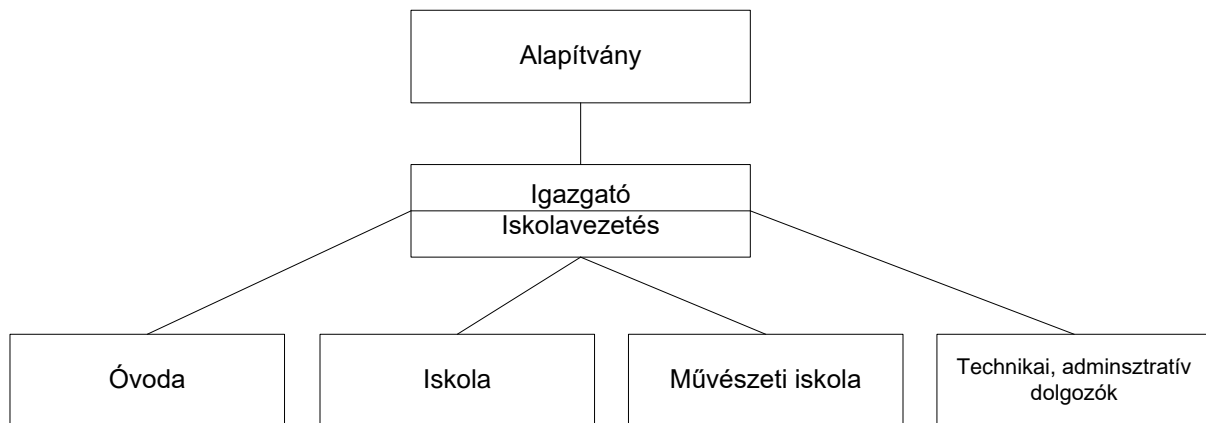 Alapítvány
Igazgató
Iskolavezetés
Óvoda
Iskola
Művészeti iskola
Technikai, adminsztratív
dolgozók